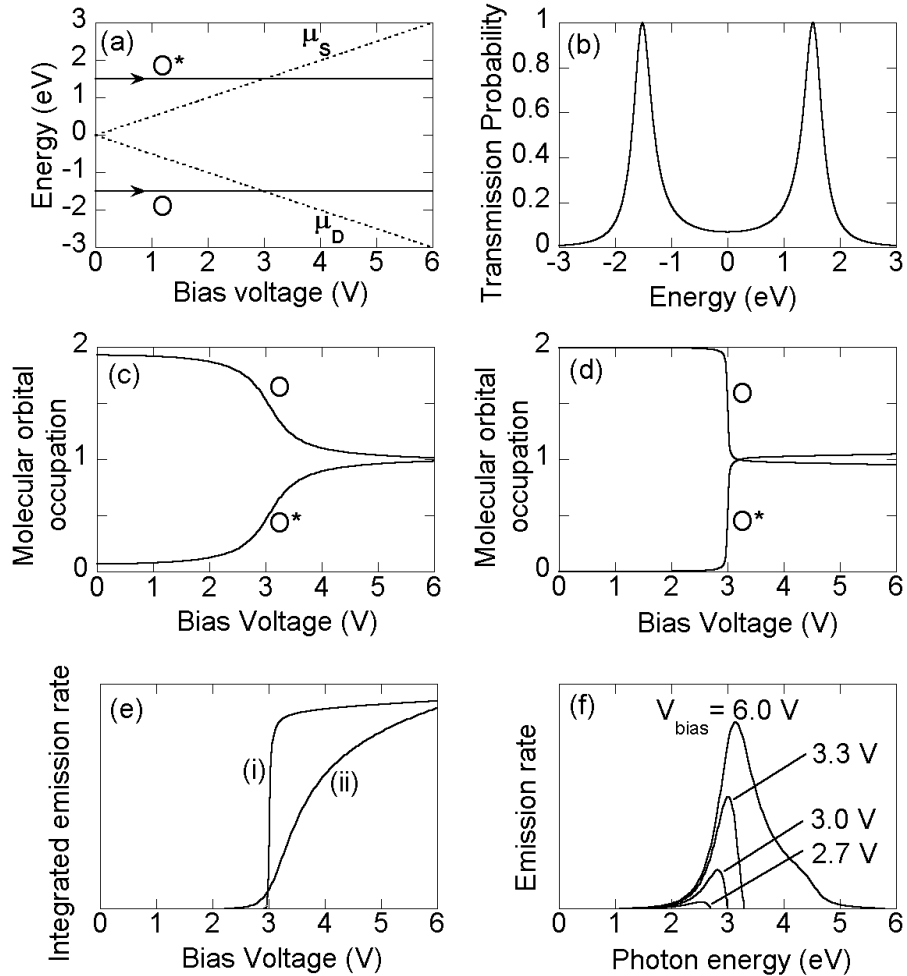 (a)
3
2
1
0
-1
-2
-3
Energy (eV)
O*
μS
O
μD
0 1 2 3 4 5 6
Bias voltage (V)
(b)
1
0.8
0.6
0.4
0.2
0
Transmission Probability
-3 -2 -1 0 1 2 3
Energy (eV)
(c)
2
1
0
Molecular orbital
occupation
O
O*
0 1 2 3 4 5 6
Bias Voltage (V)
(d)
2
1
0
Molecular orbital
occupation
O
O*
0 1 2 3 4 5 6
Bias Voltage (V)
(e)
Integrated emission rate
(i)
(ii)
0 1 2 3 4 5 6
Bias Voltage (V)
(f)
Emission rate
Vbias = 6.0 V
3.3 V
3.0 V
2.7 V
0 1 2 3 4 5 6
Photon energy (eV)